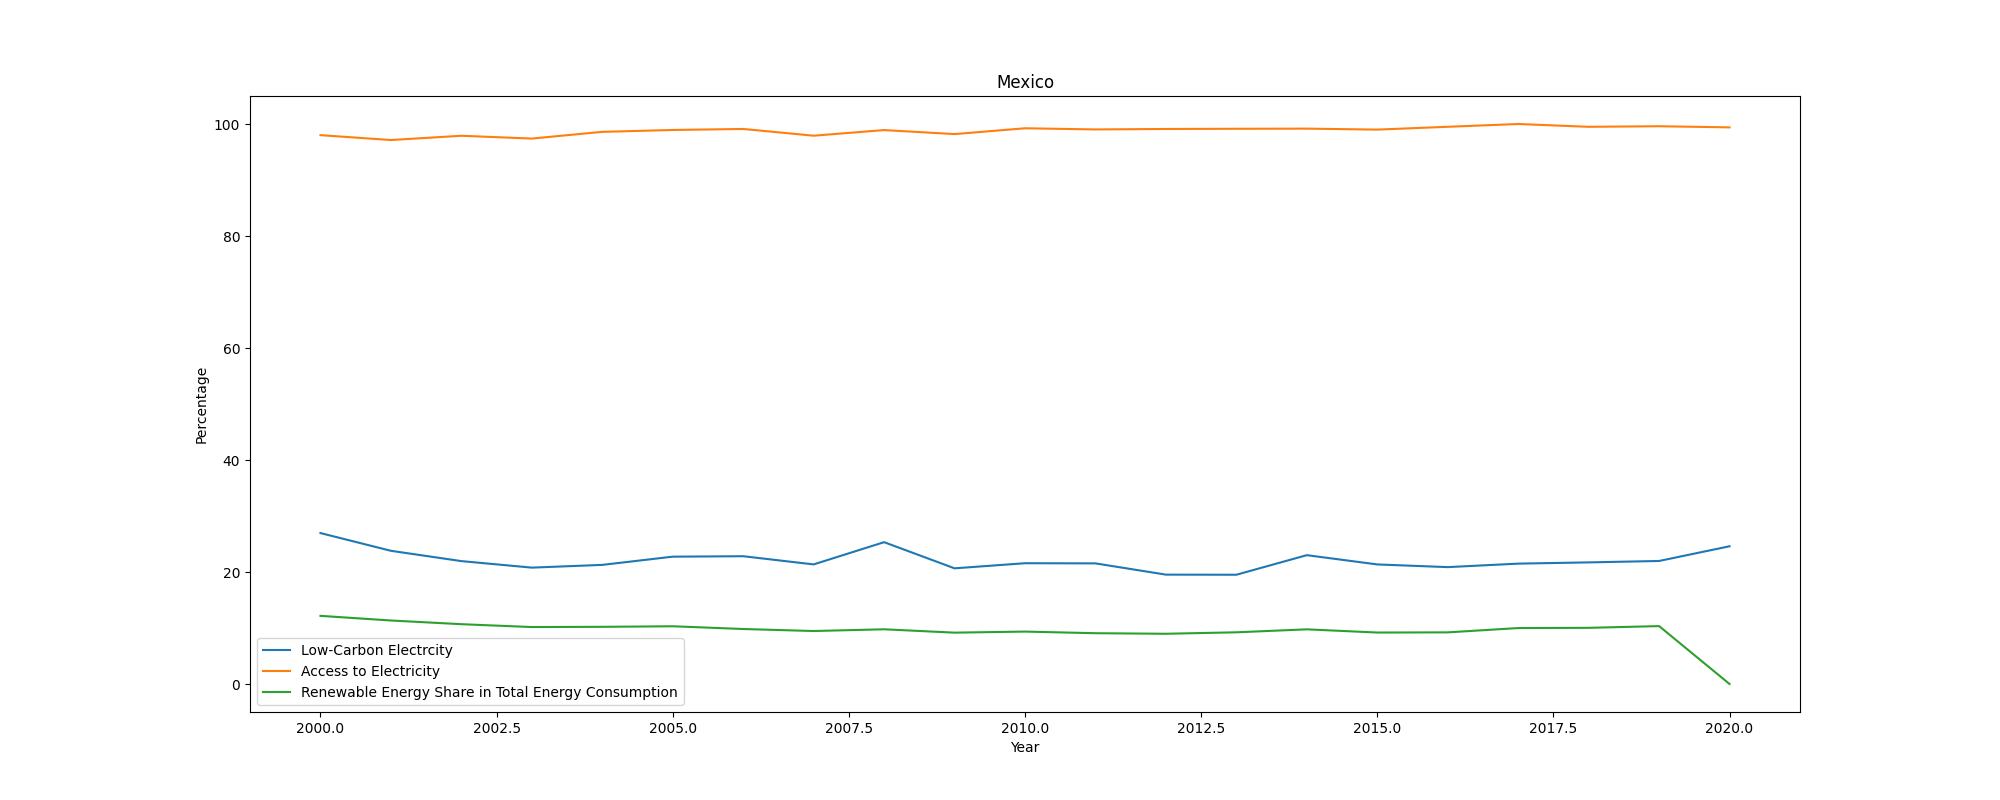 Mexico
100
80
60
40
20
0
Percentage
Low-Carbon Electrcity
Access to Electricity
Renewable Energy Share in Total Energy Consumption
2000.0 2002.5 2005.0 2007.5 2010.0 2012.5 2015.0 2017.5 2020.0
Year